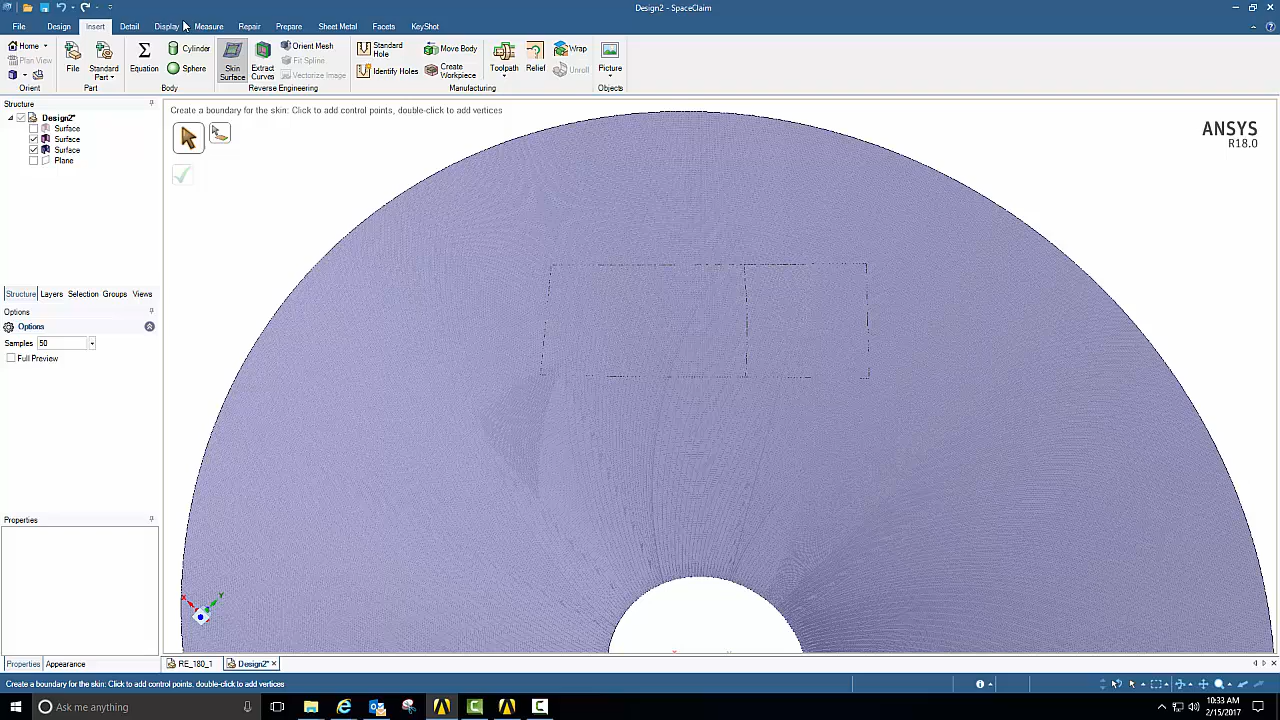 Design2* - SpaceClaim
File Design Insert Detail Display Measure Repair Prepare Sheet Metal Facets KeyShot
Home
Plan View
Orient
File
Standard Part
Part
Equation
Cylinder
Sphere
Body
Skin Surface
Extract Curves
Orient Mesh
Fit Spline
Vectorize Image
Reverse Engineering
Standard Hole
Identify Holes
Move Body
Create Workpiece
Toolpath
Relief
Wrap
Unroll
Manufacturing
Picture
Objects
Structure
Design2*
Surface
Surface
Surface
Plane
Structure Layers Selection Groups Views
Options
Options
Samples 50
Full Preview
Properties
Properties Appearance
Create a boundary for the skin: Click to add control points, double-click to add vertices
ANSYS
R18.0
X Y
RE_180_1 Design2*
Create a boundary for the skin: Click to add control points, double-click to add vertices
Ask me anything
10:33 AM
2/15/2017